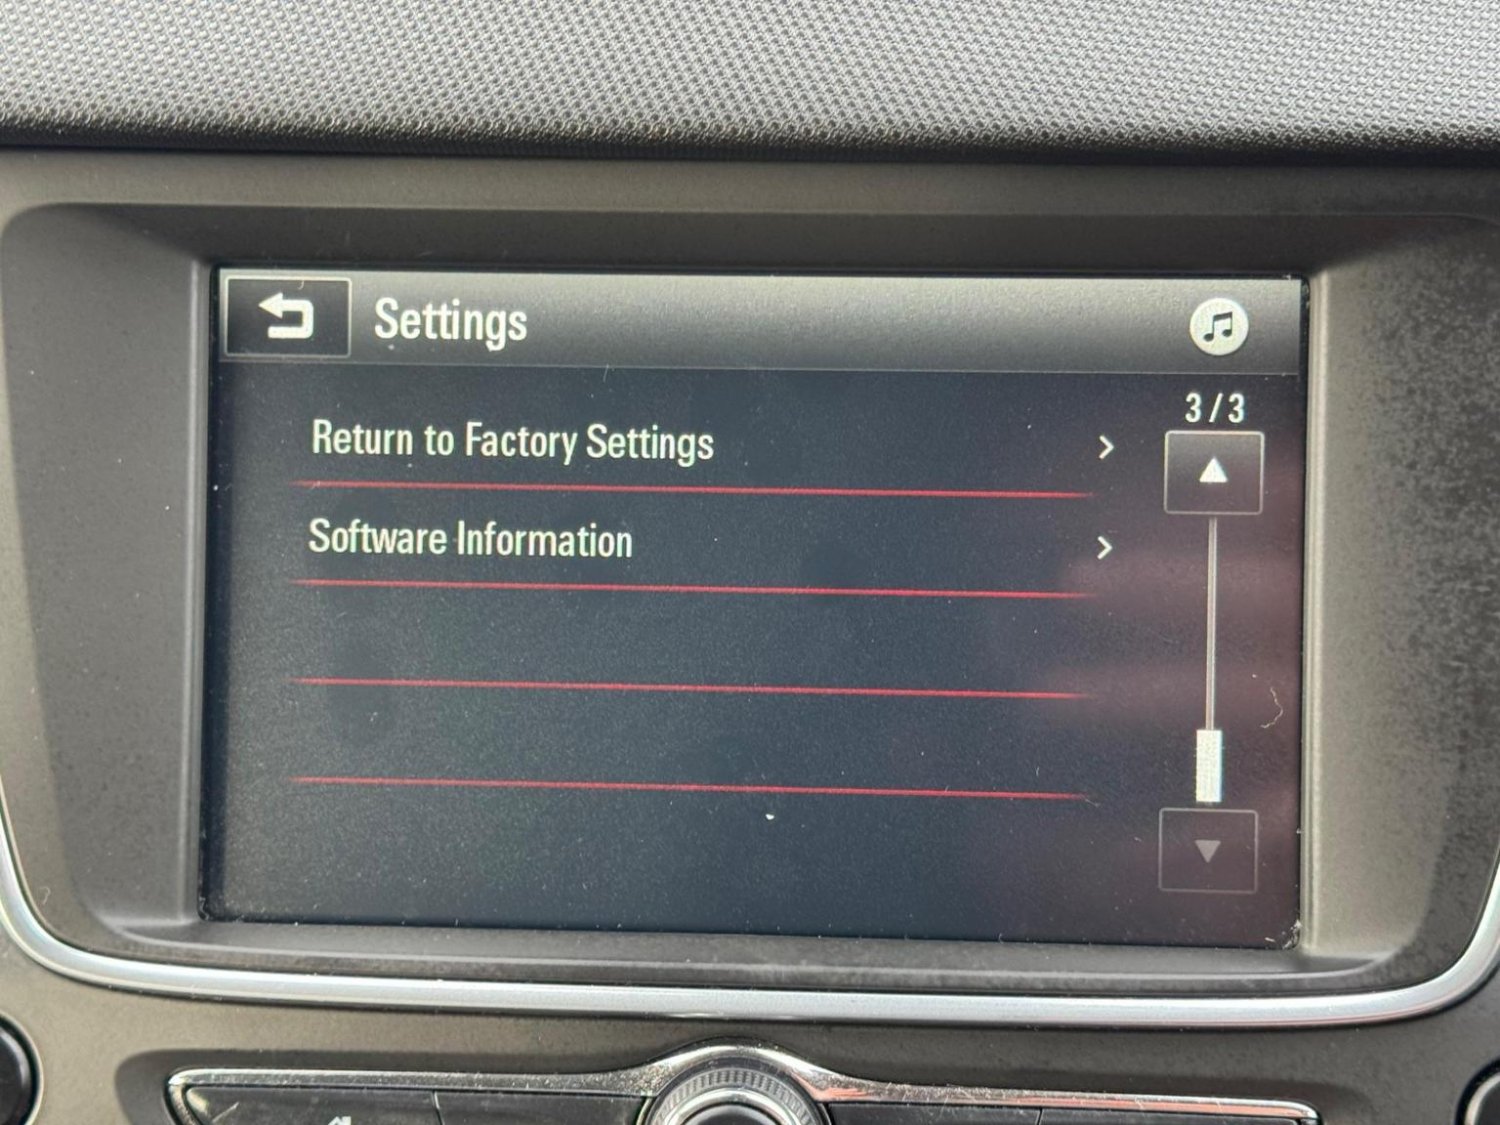 Settings
3/3
Return to Factory Settings
Software Information